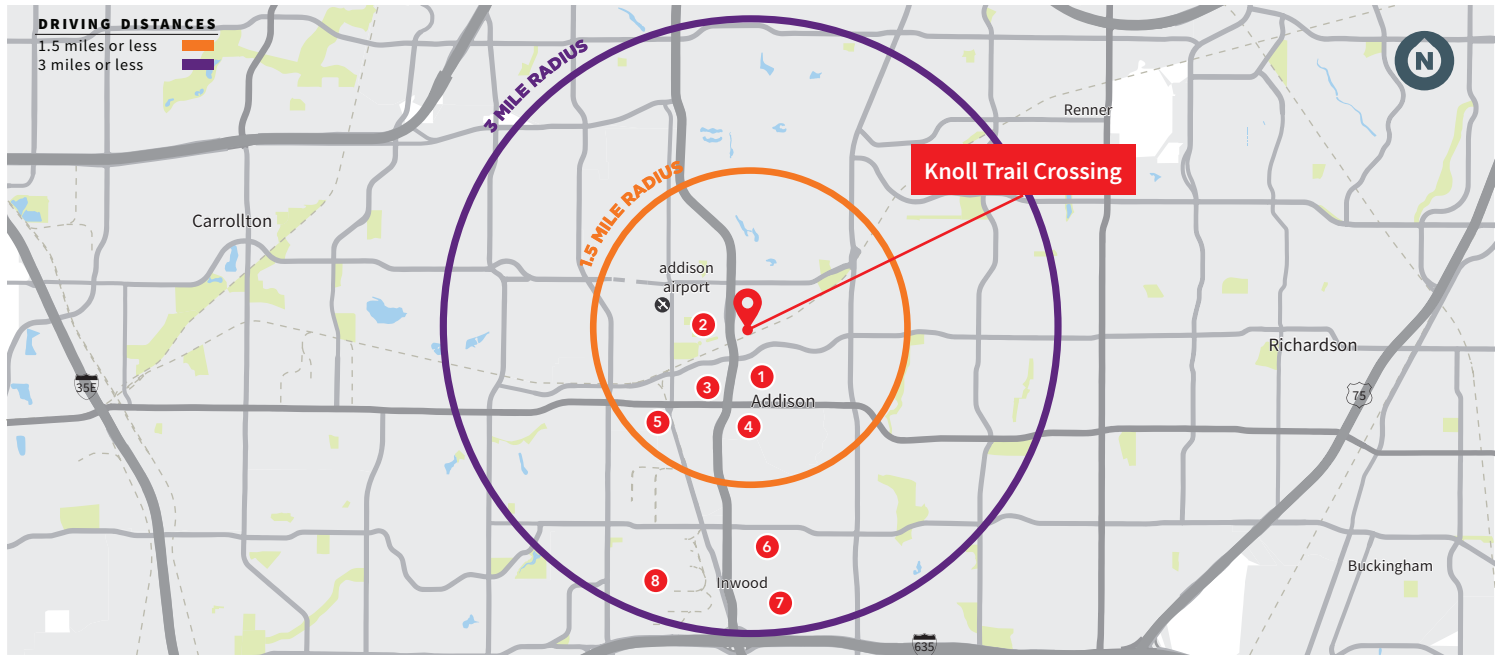 DRIVING DISTANCES
1.5 miles or less
3 miles or less
3 MILE RADIUS
N
Renner
Knoll Trail Crossing
1.5 MILE RADIUS
Carrollton
addison
airport
2
Richardson
35E
3
1
75
Addison
5
4
6
Buckingham
8
Inwood
7
635